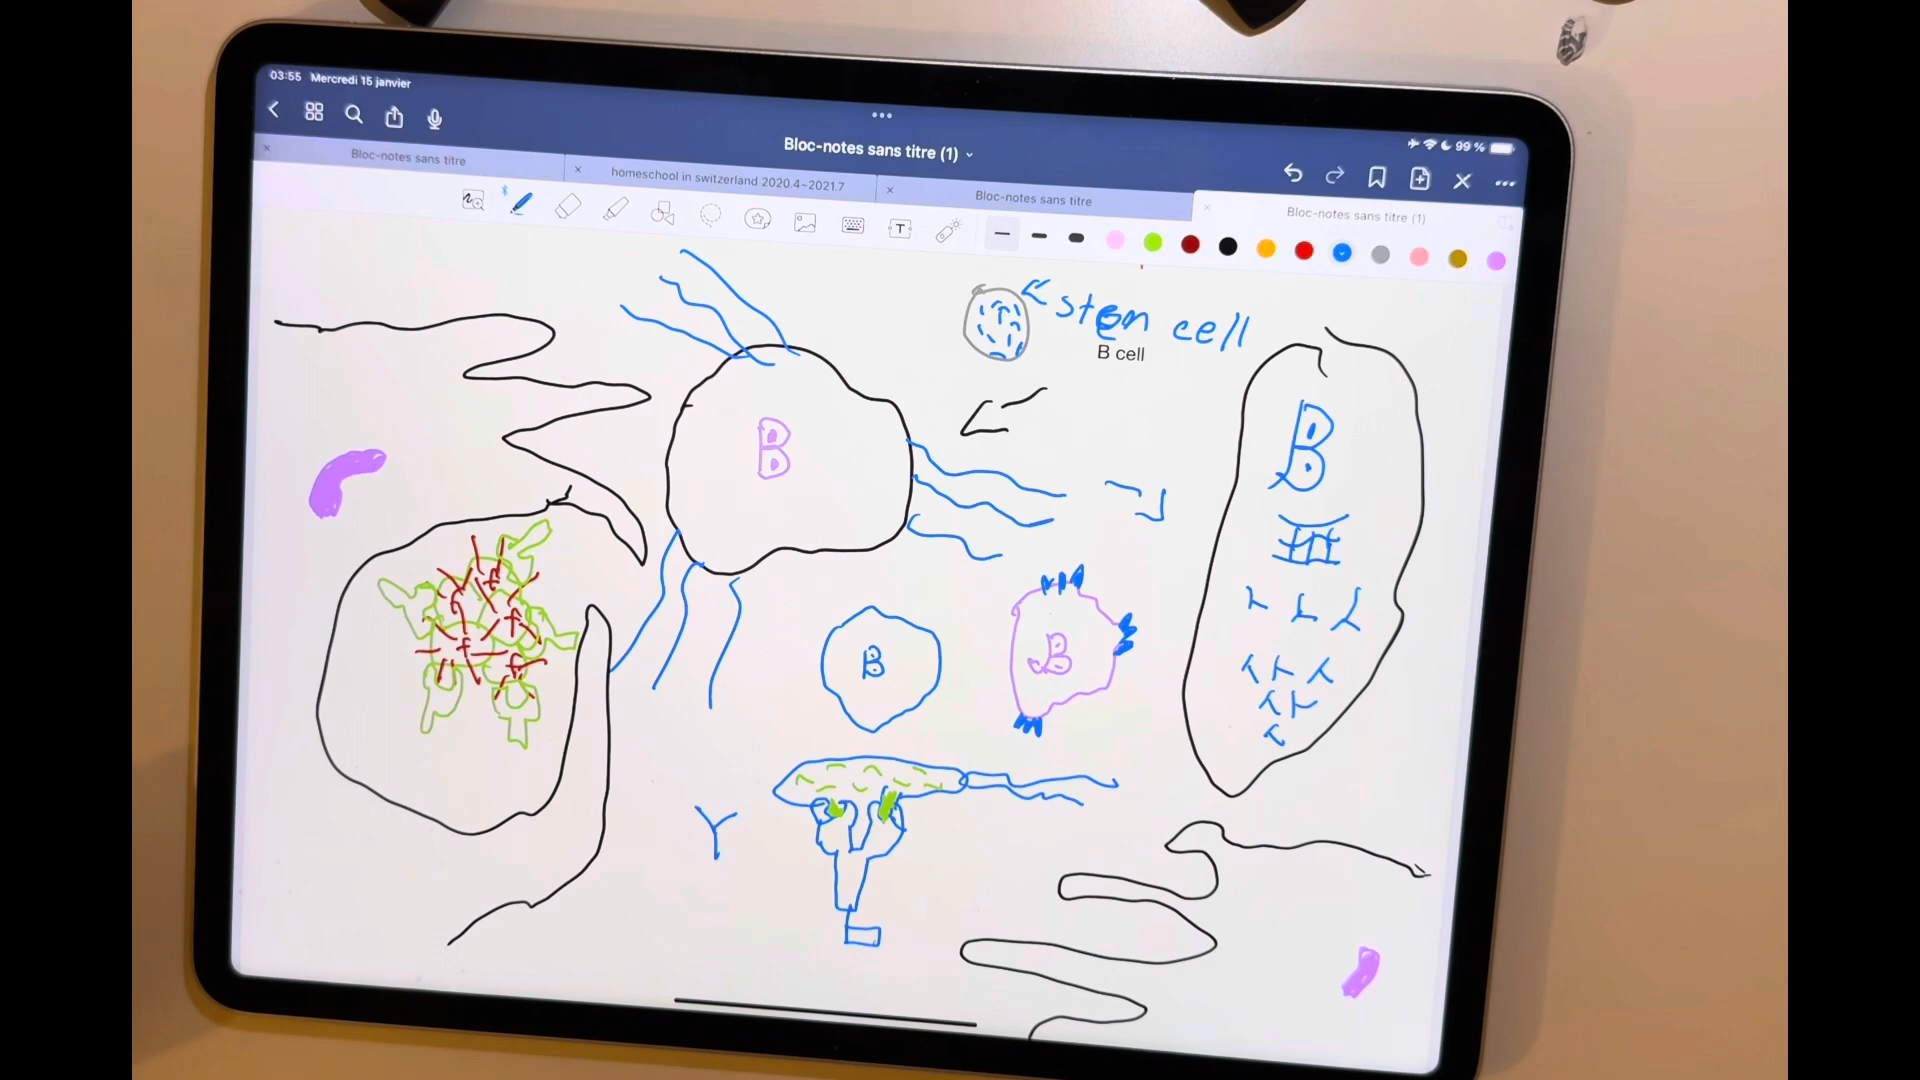 03:55 Mercredi 15 janvier
99 %
Bloc-notes sans titre (1)
Bloc-notes sans titre
homeschool in switzerland 2020.4~2021.7
Bloc-notes sans titre
Bloc-notes sans titre (1)
T
stem cell
B cell
B
B
B
B
f
f
f
f
f
Y